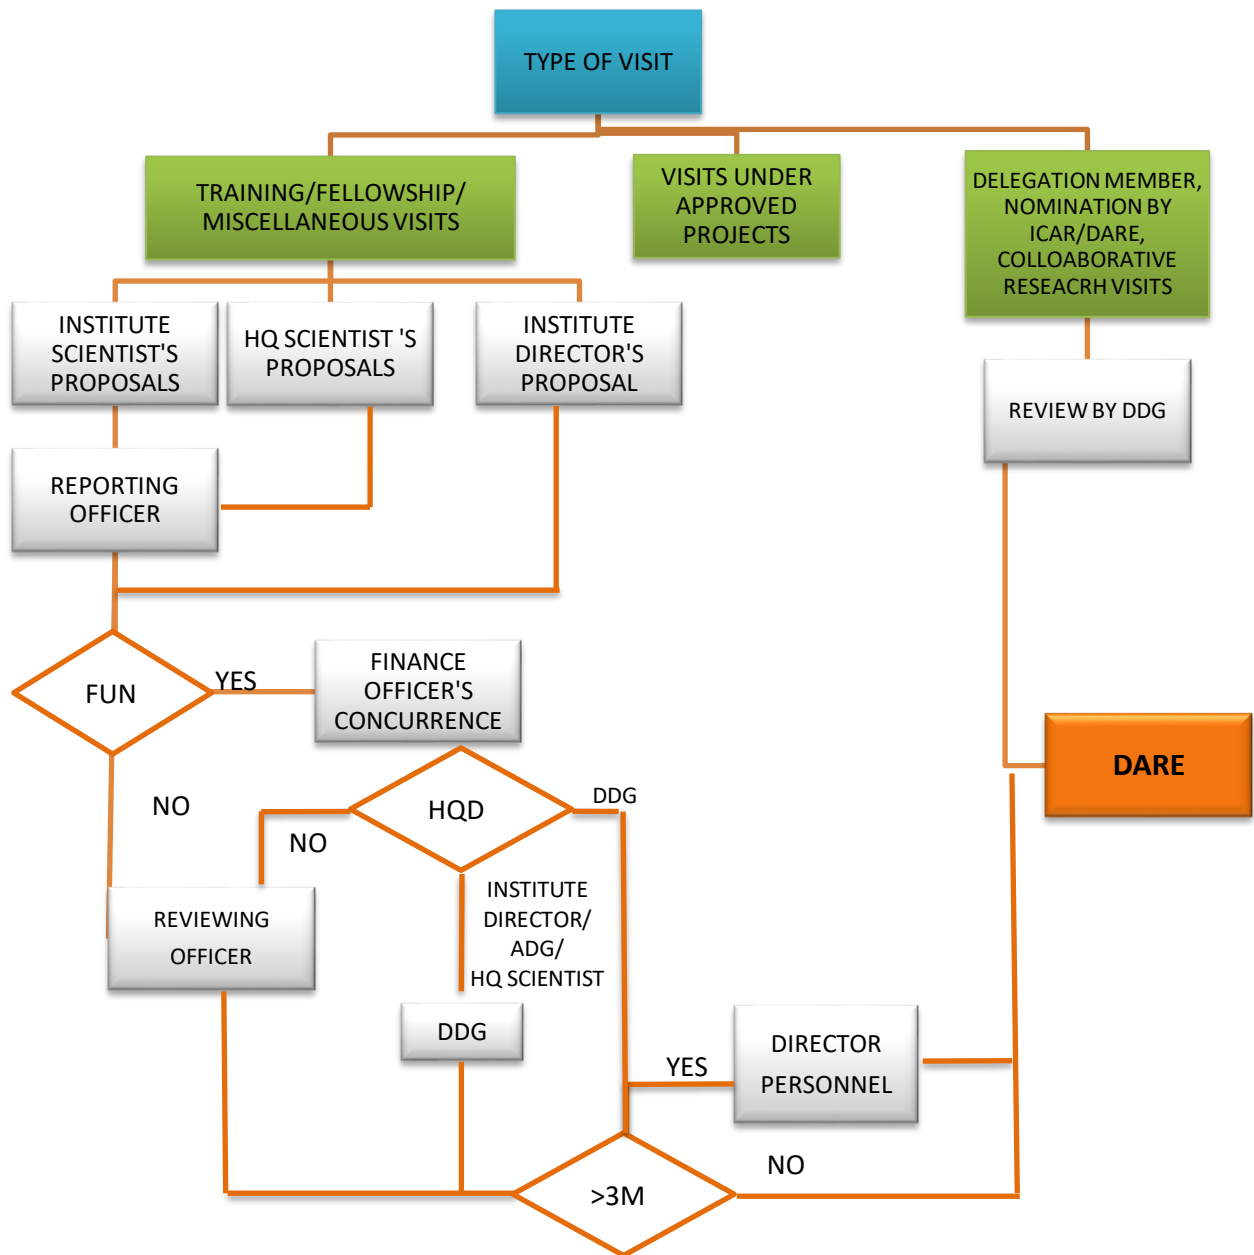 TYPE OF VISIT
TRAINING/FELLOWSHIP/
MISCELLANEOUS VISITS
VISITS UNDER
APPROVED
PROJECTS
DELEGATION MEMBER,
NOMINATION BY
ICAR/DARE,
COLLOABORATIVE
RESEACRH VISITS
INSTITUTE
SCIENTIST'S
PROPOSALS
HQ SCIENTIST 'S
PROPOSALS
INSTITUTE
DIRECTOR'S
PROPOSAL
REVIEW BY DDG
REPORTING
OFFICER
FUN
YES
FINANCE
OFFICER'S
CONCURRENCE
DARE
NO
HQD
DDG
NO
REVIEWING
OFFICER
INSTITUTE
DIRECTOR/
ADG/
HQ SCIENTIST
DDG
YES
DIRECTOR
PERSONNEL
>3M
NO